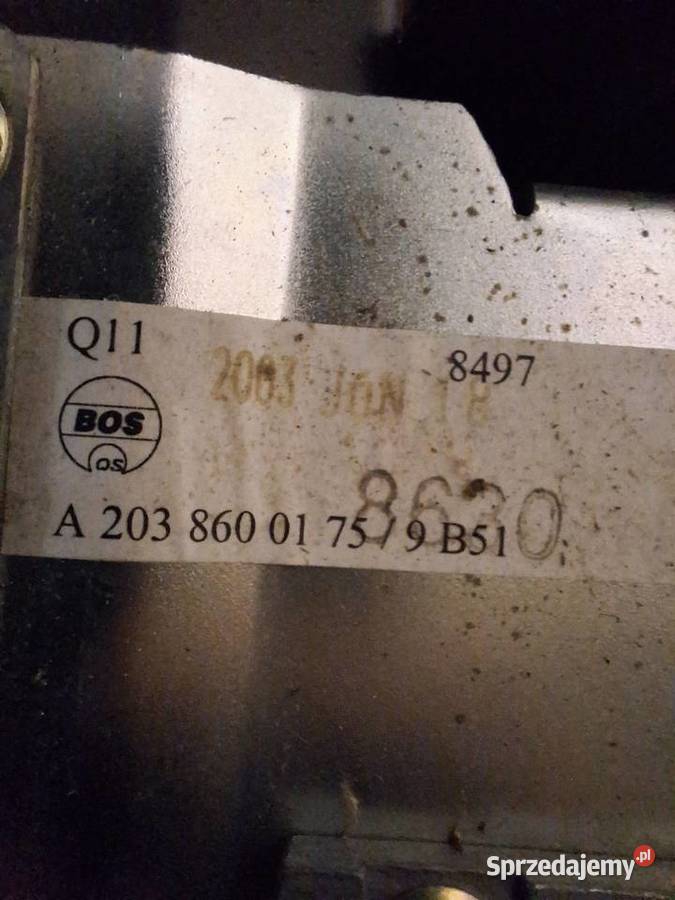 Q11
8497
2003 JUN 18
BOS
OS
8630
A 203 860 01 75 / 9 B51
Sprzedajemy.pl